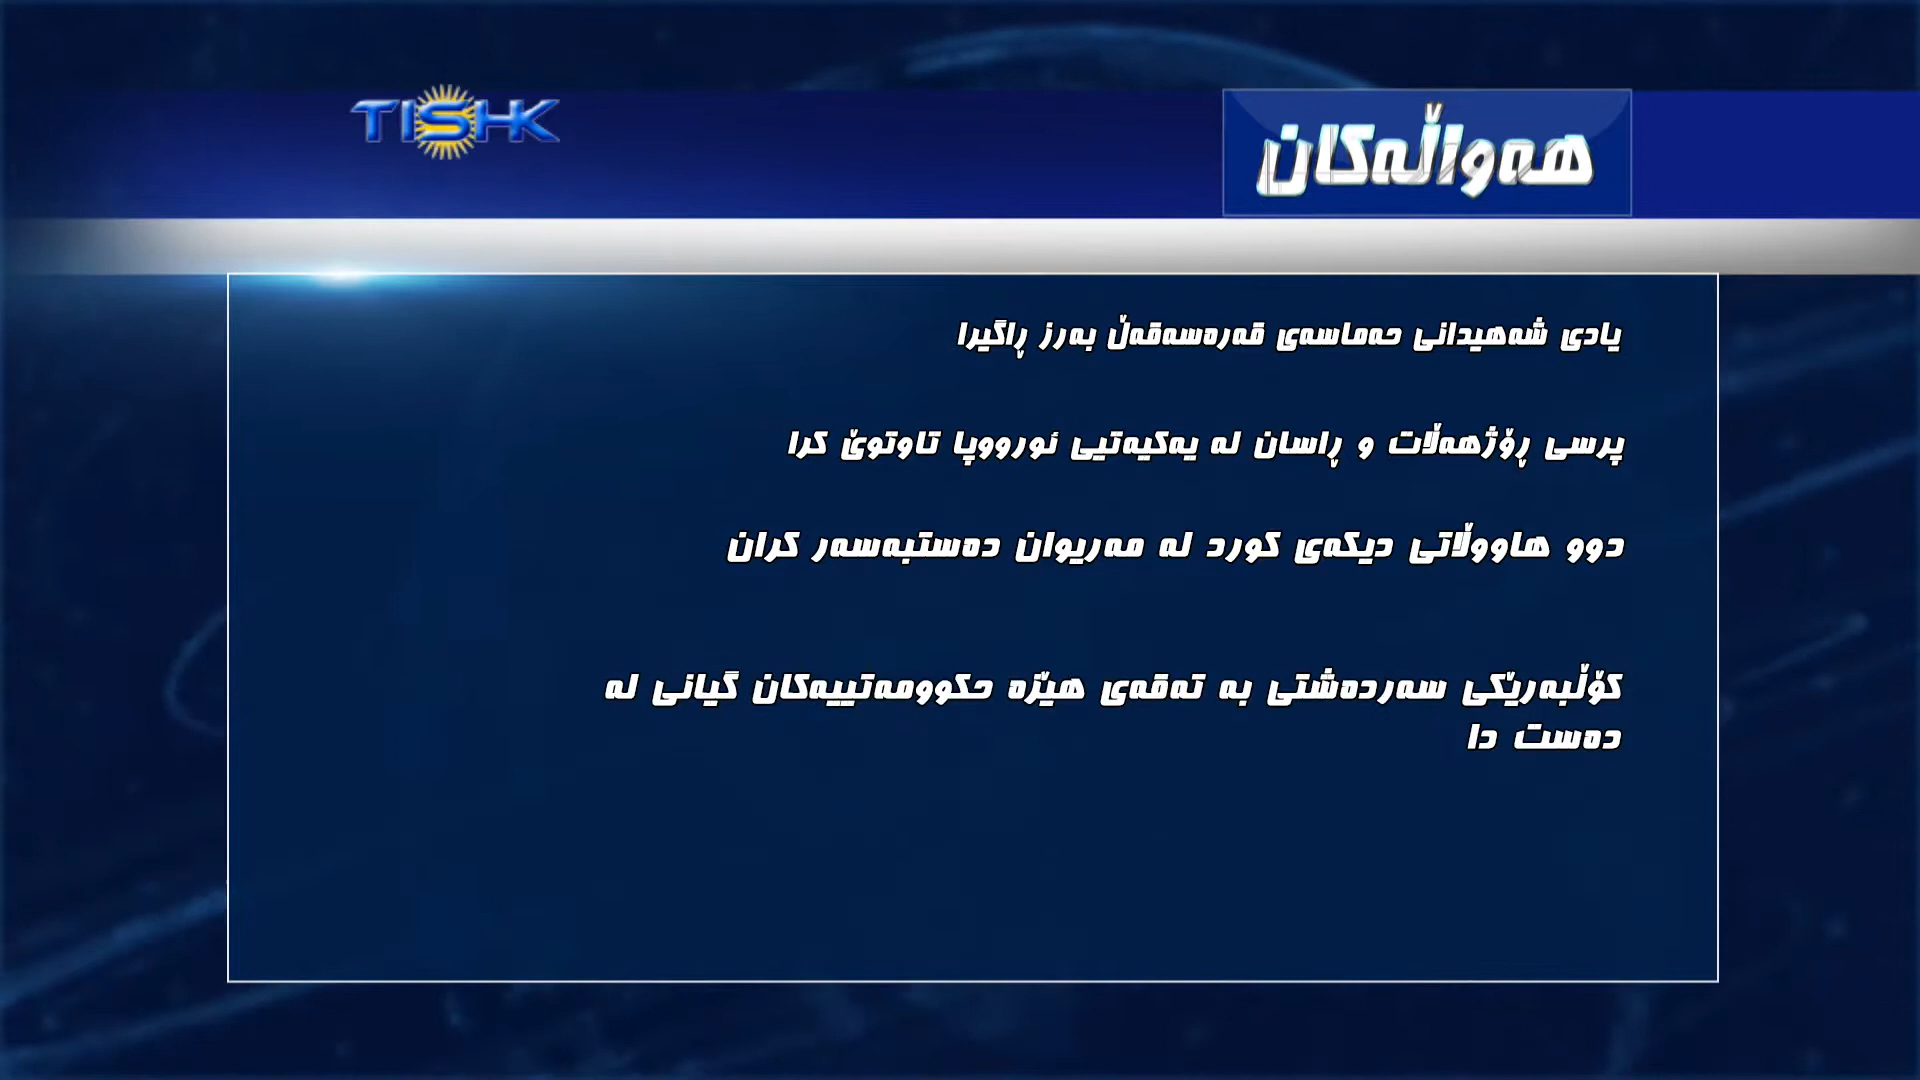 TISHK
هەواڵەکان
یادی شەهیدانی حەماسەی قەرەسەقەڵ بەرز ڕاگیرا
پرسی ڕۆژهەڵات و ڕاسان لە یەکیەتیی ئورووپا تاوتوێ کرا
دوو هاووڵاتی دیکەی کورد لە مەریوان دەستبەسەر کران
کۆڵبەرێکی سەردەشتی بە تەقەی هێزە حکوومەتییەکان گیانی لە
دەست دا